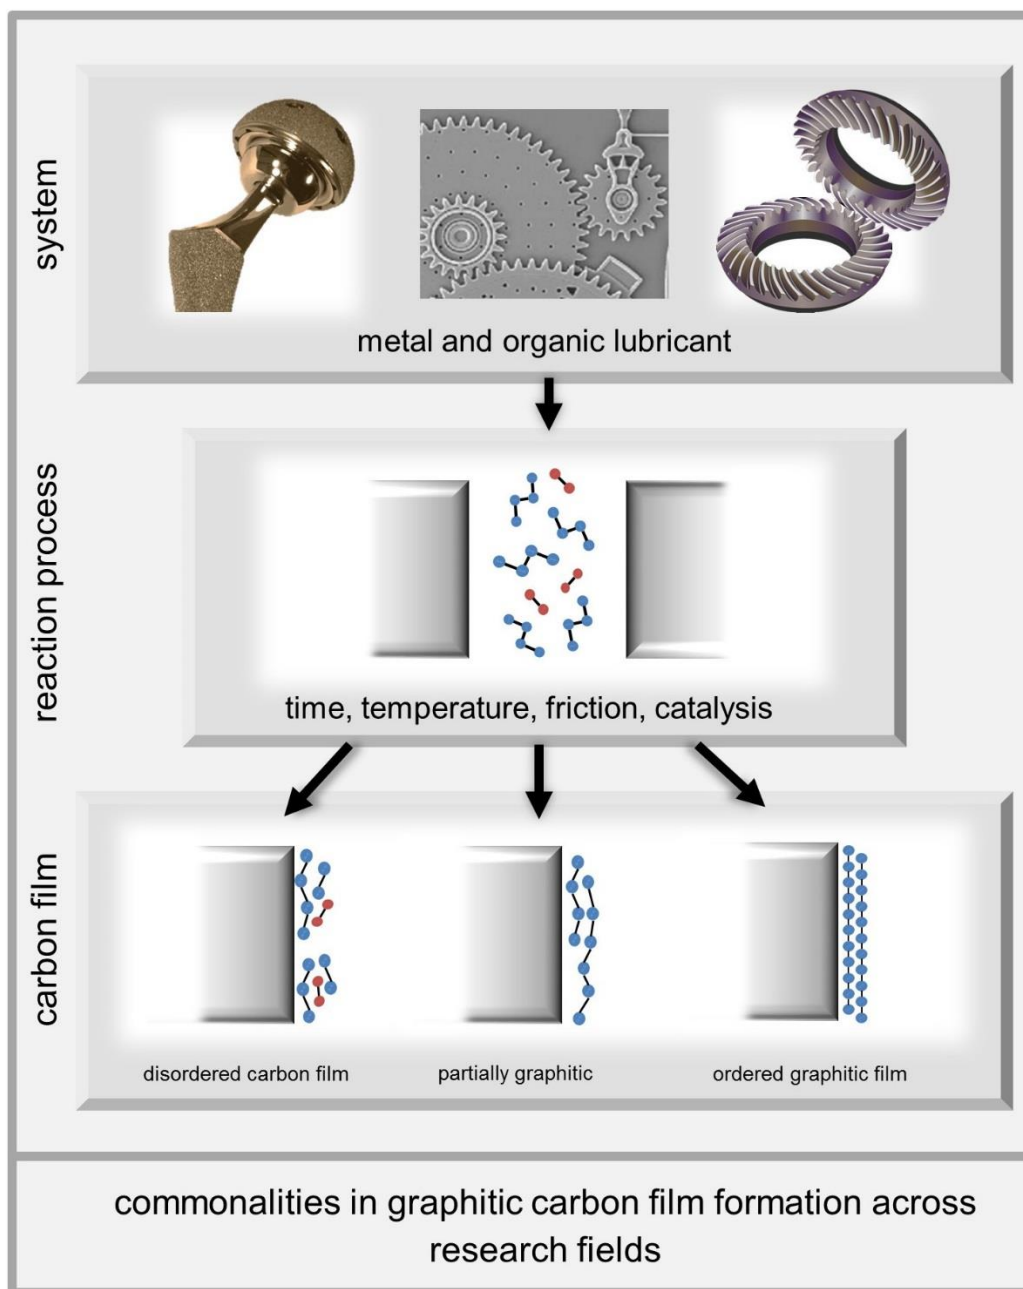 system
metal and organic lubricant
reaction process
time, temperature, friction, catalysis
carbon film
disordered carbon film
partially graphitic
ordered graphitic film
commonalities in graphitic carbon film formation across
research fields